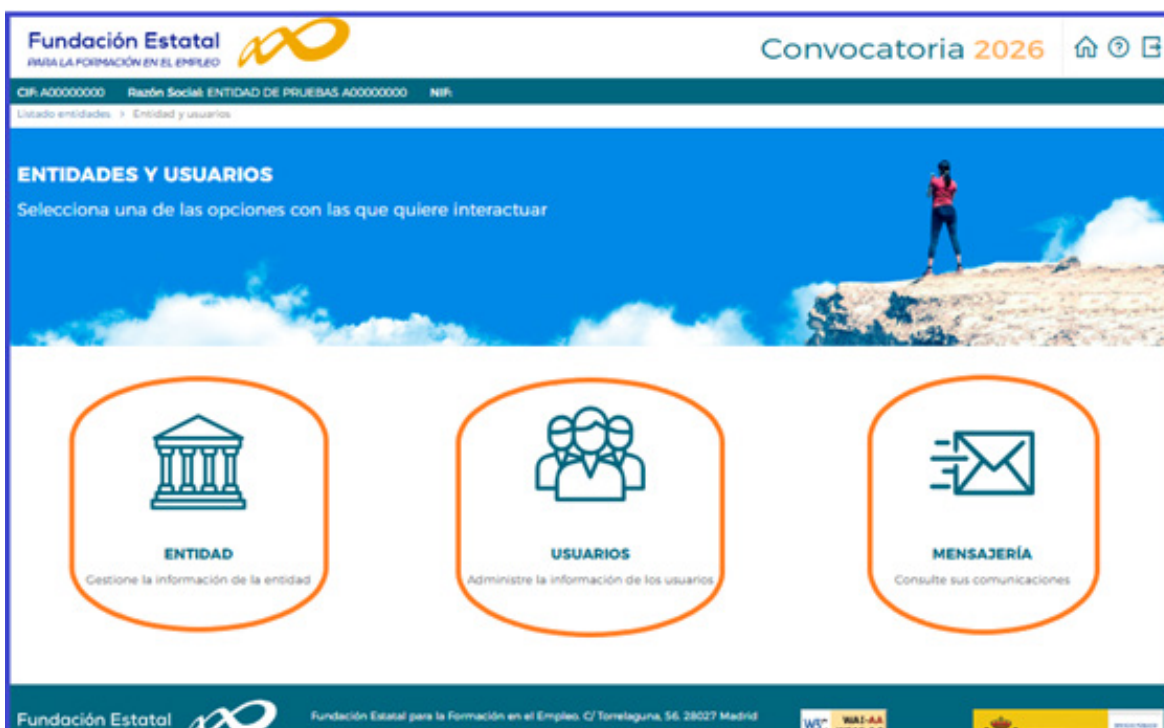 Fundación Estatal
PARA LA FORMACIÓN EN EL EMPLEO
Convocatoria 2026
CIF: A00000000 Razón Social: ENTIDAD DE PRUEBAS A00000000 NIF:
Listado entidades > Entidad y usuarios
ENTIDADES Y USUARIOS
Selecciona una de las opciones con las que quiere interactuar
ENTIDAD
Gestione la información de la entidad
USUARIOS
Administre la información de los usuarios
MENSAJERÍA
Consulte sus comunicaciones
Fundación Estatal
Fundación Estatal para la Formación en el Empleo. C/ Torrelaguna, 56. 28027 Madrid
W3C WAI-AA